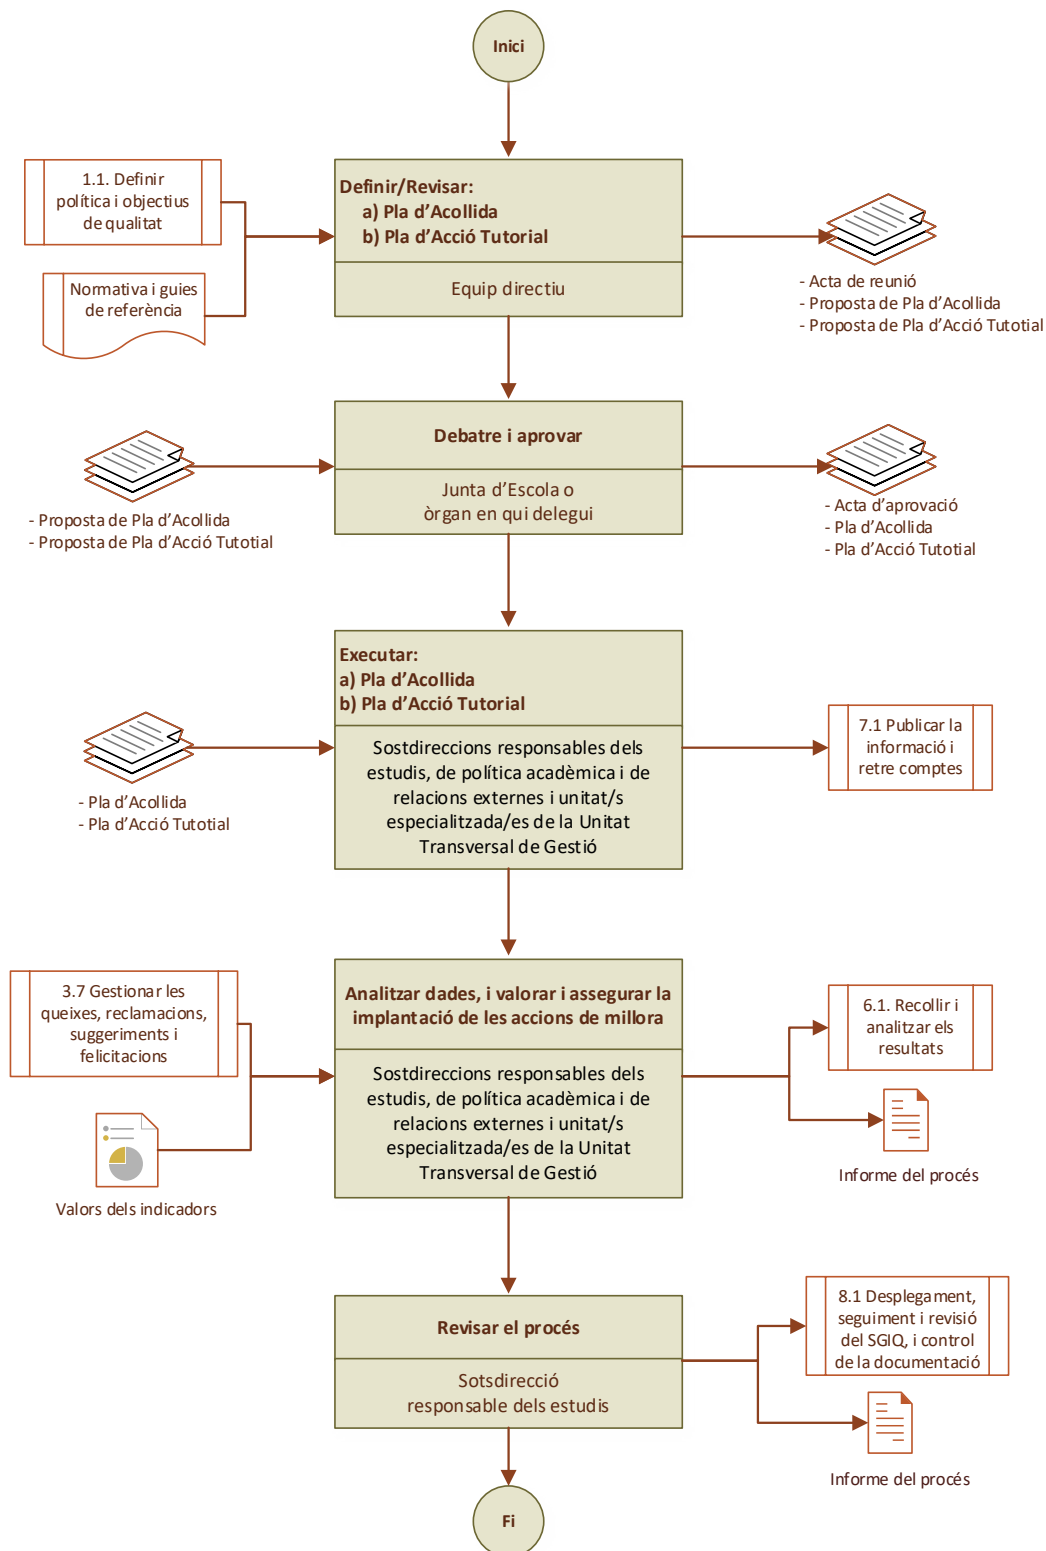 Inici
1.1. Definir
política i objectius
de qualitat
Normativa i guies
de referència
Definir/Revisar:
a) Pla d'Acollida
b) Pla d'Acció Tutorial
Equip directiu
- Acta de reunió
- Proposta de Pla d'Acollida
- Proposta de Pla d'Acció Tutotial
- Proposta de Pla d'Acollida
- Proposta de Pla d'Acció Tutotial
Debatre i aprovar
Junta d'Escola o
òrgan en qui delegui
- Acta d'aprovació
- Pla d'Acollida
- Pla d'Acció Tutotial
- Pla d'Acollida
- Pla d'Acció Tutotial
Executar:
a) Pla d'Acollida
b) Pla d'Acció Tutorial
Sostdireccions responsables dels
estudis, de política acadèmica i de
relacions externes i unitat/s
especialitzada/es de la Unitat
Transversal de Gestió
7.1 Publicar la
informació i
retre comptes
3.7 Gestionar les
queixes, reclamacions,
suggeriments i
felicitacions
Valors dels indicadors
Analitzar dades, i valorar i assegurar la
implantació de les accions de millora
Sostdireccions responsables dels
estudis, de política acadèmica i de
relacions externes i unitat/s
especialitzada/es de la Unitat
Transversal de Gestió
6.1. Recollir i
analitzar els
resultats
Informe del procés
Revisar el procés
Sotsdirecció
responsable dels estudis
8.1 Desplegament,
seguiment i revisió
del SGIQ, i control
de la documentació
Informe del procés
Fi